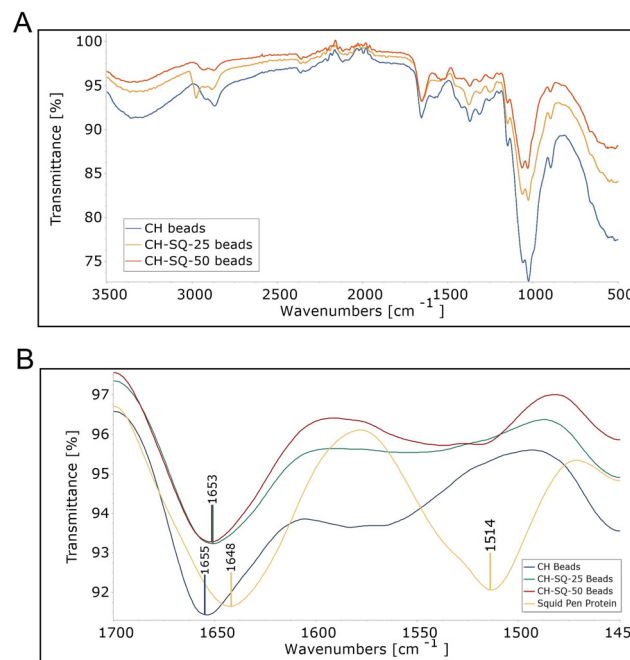 A
100
95
90
85
80
75
Transmittance [%]
CH beads
CH-SQ-25 beads
CH-SQ-50 beads
3500
3000
2500
2000
1500
1000
500
Wavenumbers [cm -1 ]
B
97
96
95
94
93
92
Transmittance [%]
1653
1655
1648
1514
CH Beads
CH-SQ-25 Beads
CH-SQ-50 Beads
Squid Pen Protein
1700
1650
1600
1550
1500
145
Wavenumbers [cm -1 ]